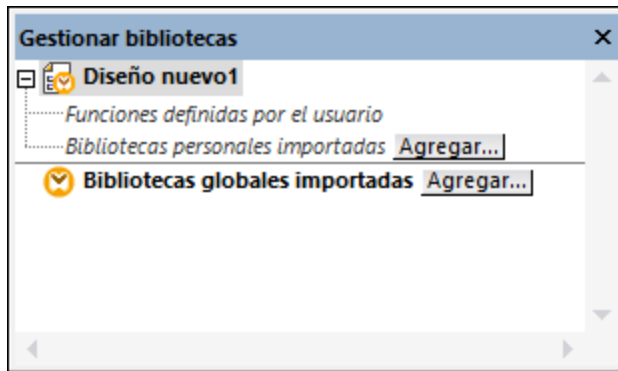 Gestionar bibliotecas
Diseño nuevo1
Funciones definidas por el usuario
Bibliotecas personales importadas Agregar...
Bibliotecas globales importadas Agregar...